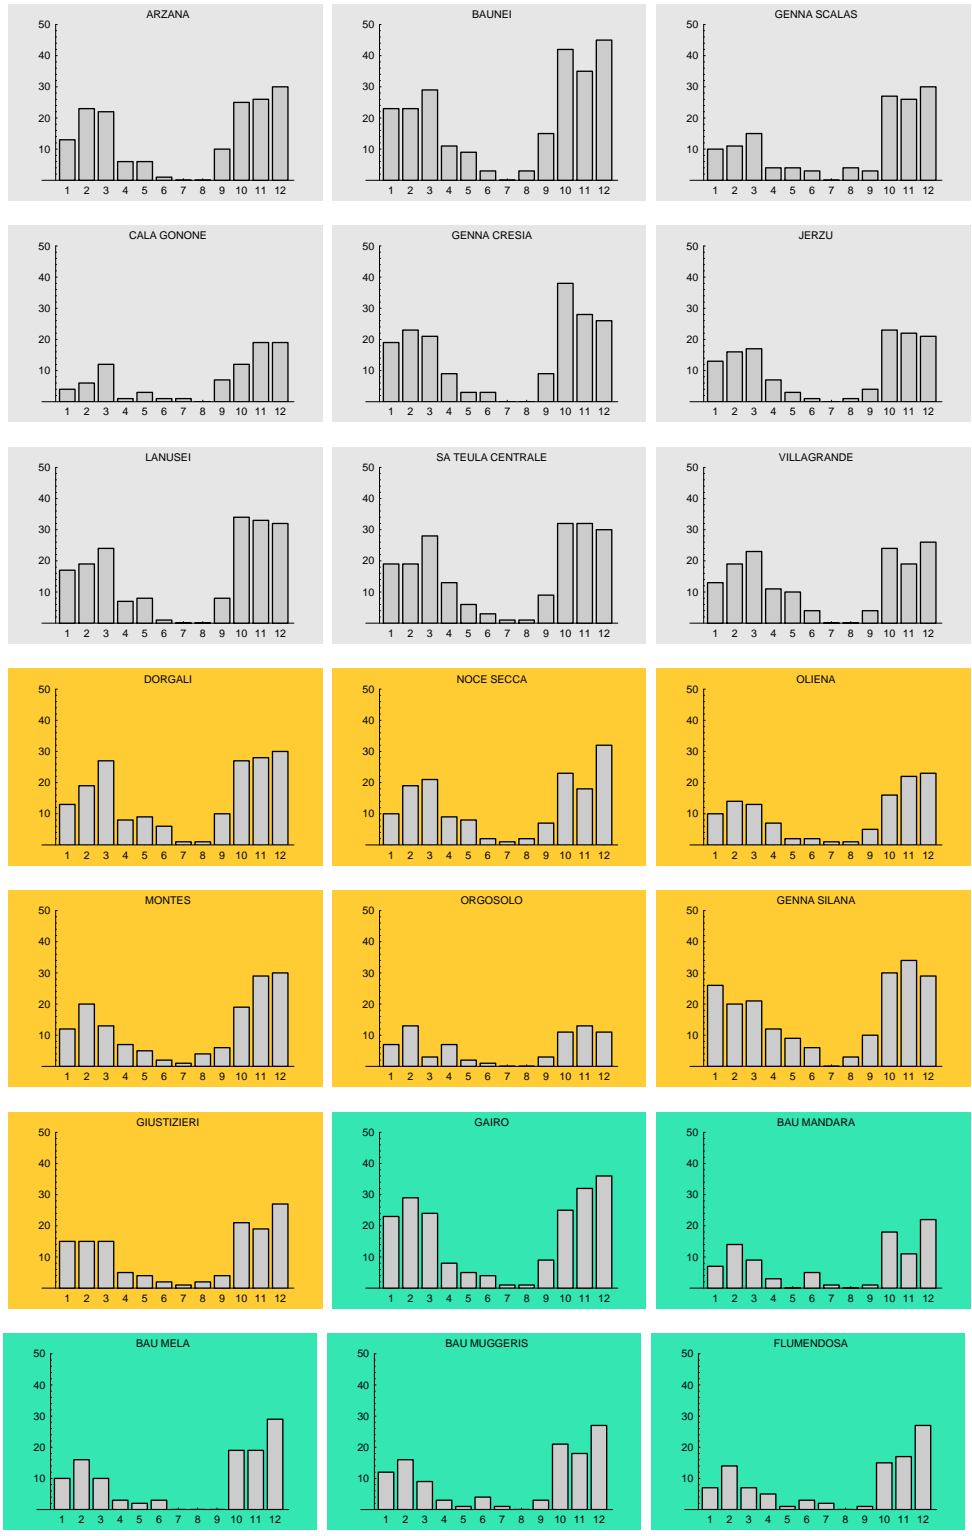 ARZANA BAUNEI GENNA SCALAS
50 50 50
40 40 40
30 30 30
20 20 20
10 10 10
1 2 3 4 5 6 7 8 9 10 11 12 1 2 3 4 5 6 7 8 9 10 11 12 1 2 3 4 5 6 7 8 9 10 11 12
CALA GONONE GENNA CRESIA JERZU
50 50 50
40 40 40
30 30 30
20 20 20
10 10 10
1 2 3 4 5 6 7 8 9 10 11 12 1 2 3 4 5 6 7 8 9 10 11 12 1 2 3 4 5 6 7 8 9 10 11 12
LANUSEI SA TEULA CENTRALE VILLAGRANDE
50 50 50
40 40 40
30 30 30
20 20 20
10 10 10
1 2 3 4 5 6 7 8 9 10 11 12 1 2 3 4 5 6 7 8 9 10 11 12 1 2 3 4 5 6 7 8 9 10 11 12
DORGALI NOCE SECCA OLIENA
50 50 50
40 40 40
30 30 30
20 20 20
10 10 10
1 2 3 4 5 6 7 8 9 10 11 12 1 2 3 4 5 6 7 8 9 10 11 12 1 2 3 4 5 6 7 8 9 10 11 12
MONTES ORGOSOLO GENNA SILANA
50 50 50
40 40 40
30 30 30
20 20 20
10 10 10
1 2 3 4 5 6 7 8 9 10 11 12 1 2 3 4 5 6 7 8 9 10 11 12 1 2 3 4 5 6 7 8 9 10 11 12
GIUSTIZIERI GAIRO BAU MANDARA
50 50 50
40 40 40
30 30 30
20 20 20
10 10 10
1 2 3 4 5 6 7 8 9 10 11 12 1 2 3 4 5 6 7 8 9 10 11 12 1 2 3 4 5 6 7 8 9 10 11 12
BAU MELA BAU MUGGERIS FLUMENDOSA
50 50 50
40 40 40
30 30 30
20 20 20
10 10 10
1 2 3 4 5 6 7 8 9 10 11 12 1 2 3 4 5 6 7 8 9 10 11 12 1 2 3 4 5 6 7 8 9 10 11 12